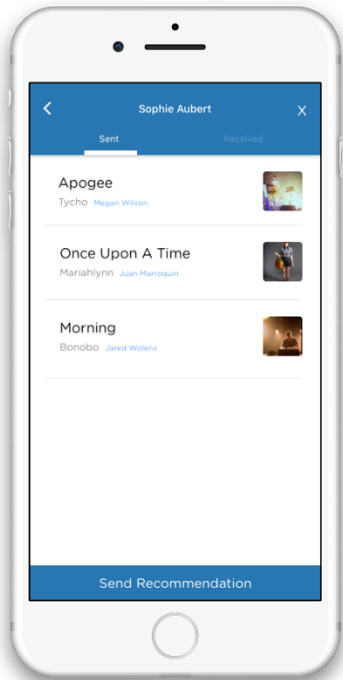 Sophie Aubert X
Sent Received
Apogee
Tycho Megan Wilson
Once Upon A Time
Mariahlynn Juan Marroquin
Morning
Bonobo Jared Wolens
Send Recommendation